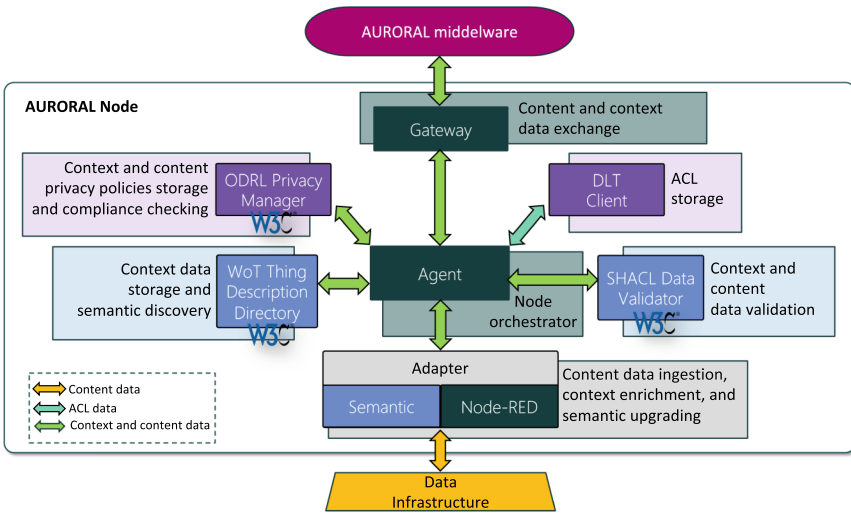 AURORAL middelware
AURORAL Node
Gateway
Content and context
data exchange
Context and content
privacy policies storage
and compliance checking
ODRL Privacy
Manager
W3C®
DLT
Client
ACL
storage
Context data
storage and
semantic discovery
WoT Thing
Description
Directory
W3C®
Agent
Node
orchestrator
SHACL Data
Validator
W3C®
Context and
content
data validation
Adapter
Semantic
Node-RED
Content data ingestion,
context enrichment, and
semantic upgrading
Content data
ACL data
Context and content data
Data
Infrastructure